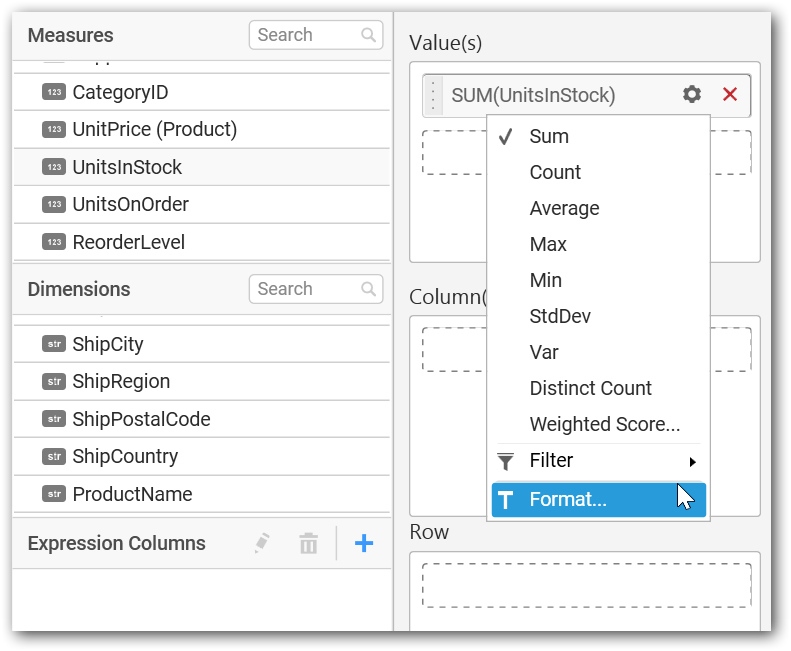 Measures
Search
123 CategoryID
123 UnitPrice (Product)
123 UnitsInStock
123 UnitsOnOrder
123 ReorderLevel
Dimensions
Search
str ShipCity
str ShipRegion
str ShipPostalCode
str ShipCountry
str ProductName
Expression Columns
Value(s)
SUM(UnitsInStock)
Sum
Count
Average
Max
Min
StdDev
Var
Distinct Count
Weighted Score...
Filter
T Format...
Column(
Row